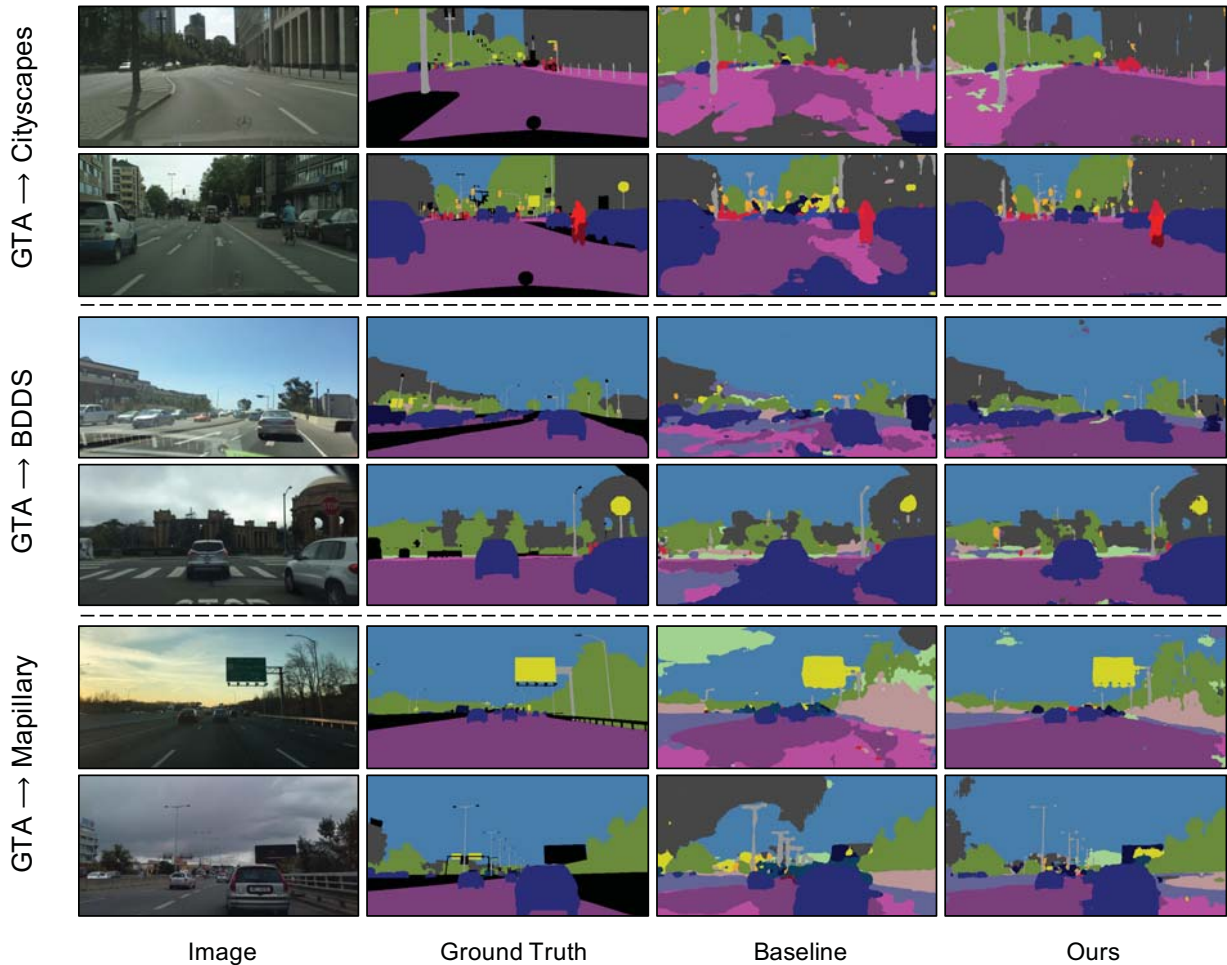 GTA → Cityscapes
GTA → BDDS
GTA → Mapillary
Image
Ground Truth
Baseline
Ours